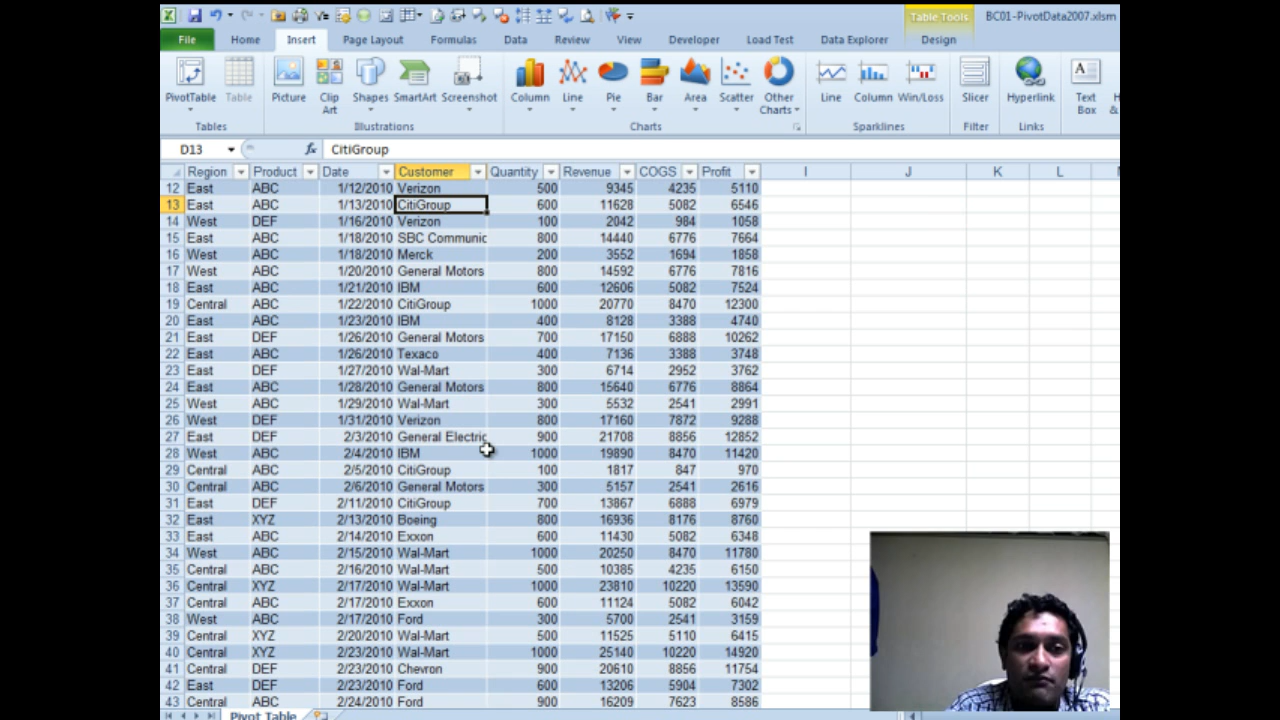 Table Tools
BC01-PivotData2007.xlsm
File Home Insert Page Layout Formulas Data Review View Developer Load Test Data Explorer Design
PivotTable Table Picture Clip Art Shapes SmartArt Screenshot Column Line Pie Bar Area Scatter Other Charts Line Column Win/Loss Slicer Hyperlink Text Box
Tables Illustrations Charts Sparklines Filter Links
D13 fx CitiGroup
Region Product Date Customer Quantity Revenue COGS Profit I J K L
12 East ABC 1/12/2010 Verizon 500 9345 4235 5110
13 East ABC 1/13/2010 CitiGroup 600 11628 5082 6546
14 West DEF 1/16/2010 Verizon 100 2042 984 1058
15 East ABC 1/18/2010 SBC Communic 800 14440 6776 7664
16 West ABC 1/18/2010 Merck 200 3552 1694 1858
17 West ABC 1/20/2010 General Motors 800 14592 6776 7816
18 East ABC 1/21/2010 IBM 600 12606 5082 7524
19 Central ABC 1/22/2010 CitiGroup 1000 20770 8470 12300
20 East ABC 1/23/2010 IBM 400 8128 3388 4740
21 East DEF 1/26/2010 General Motors 700 17150 6888 10262
22 East ABC 1/26/2010 Texaco 400 7136 3388 3748
23 East DEF 1/27/2010 Wal-Mart 300 6714 2952 3762
24 East ABC 1/28/2010 General Motors 800 15640 6776 8864
25 West ABC 1/29/2010 Wal-Mart 300 5532 2541 2991
26 West DEF 1/31/2010 Verizon 800 17160 7872 9288
27 East DEF 2/3/2010 General Electric 900 21708 8856 12852
28 West ABC 2/4/2010 IBM 1000 19890 8470 11420
29 Central ABC 2/5/2010 CitiGroup 100 1817 847 970
30 Central ABC 2/6/2010 General Motors 300 5157 2541 2616
31 East DEF 2/11/2010 CitiGroup 700 13867 6888 6979
32 East XYZ 2/13/2010 Boeing 800 16936 8176 8760
33 East ABC 2/14/2010 Exxon 600 11430 5082 6348
34 West ABC 2/15/2010 Wal-Mart 1000 20250 8470 11780
35 Central ABC 2/16/2010 Wal-Mart 500 10385 4235 6150
36 Central XYZ 2/17/2010 Wal-Mart 1000 23810 10220 13590
37 Central ABC 2/17/2010 Exxon 600 11124 5082 6042
38 West ABC 2/17/2010 Ford 300 5700 2541 3159
39 Central XYZ 2/20/2010 Wal-Mart 500 11525 5110 6415
40 Central XYZ 2/23/2010 Wal-Mart 1000 25140 10220 14920
41 Central DEF 2/23/2010 Chevron 900 20610 8856 11754
42 East DEF 2/23/2010 Ford 600 13206 5904 7302
43 Central ABC 2/24/2010 Ford 900 16209 7623 8586
Pivot Table